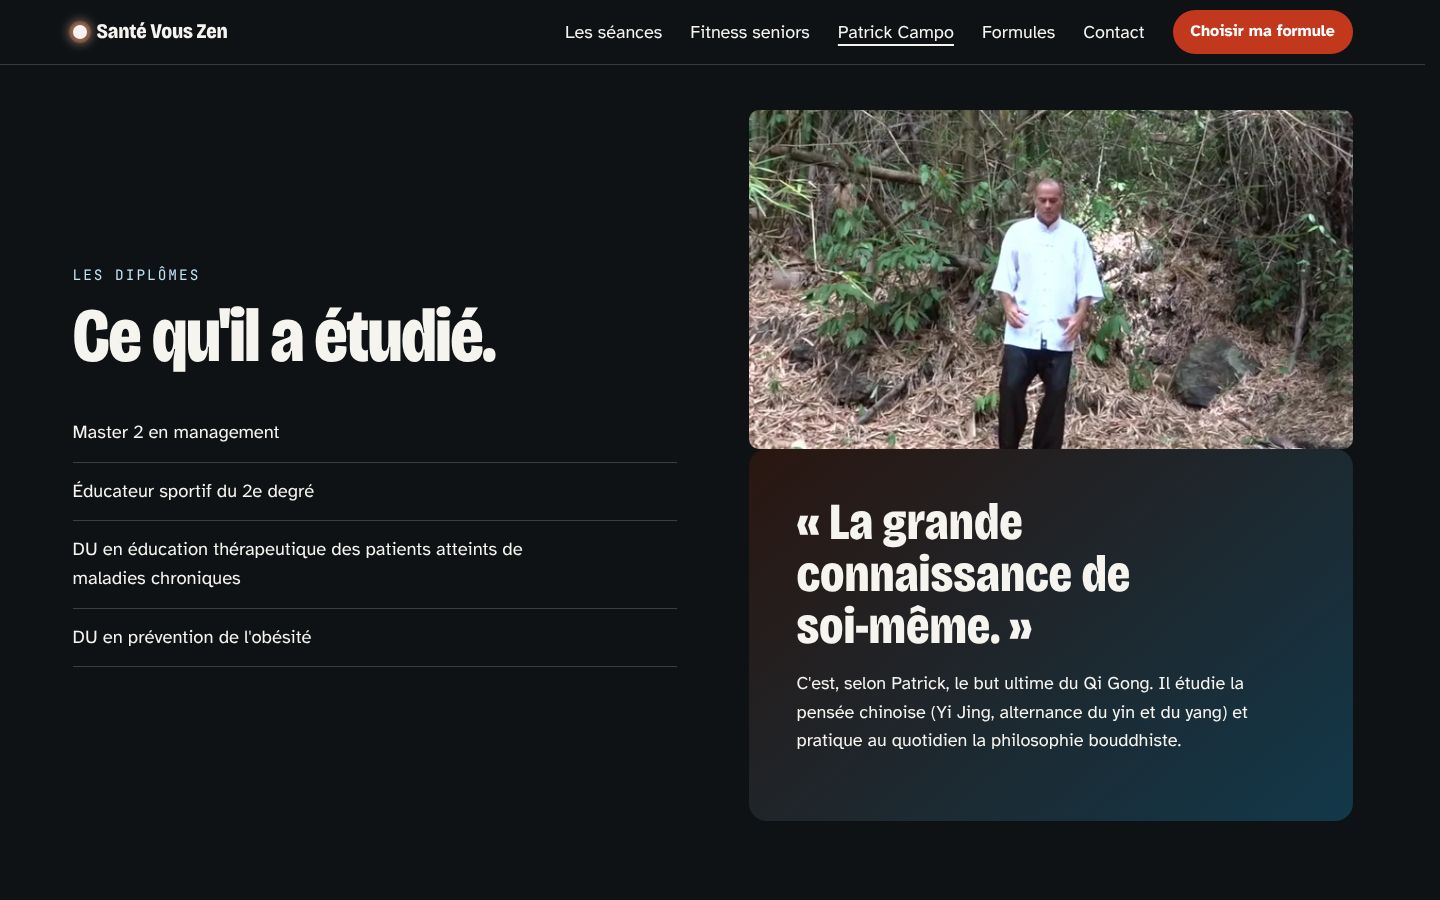 Santé Vous Zen
Les séances
Fitness seniors
Patrick Campo
Formules
Contact
Choisir ma formule
LES DIPLÔMES
Ce qu'il a étudié.
Master 2 en management
Éducateur sportif du 2e degré
DU en éducation thérapeutique des patients atteints de
maladies chroniques
DU en prévention de l'obésité
« La grande
connaissance de
soi-même. »
C'est, selon Patrick, le but ultime du Qi Gong. Il étudie la
pensée chinoise (Yi Jing, alternance du yin et du yang) et
pratique au quotidien la philosophie bouddhiste.